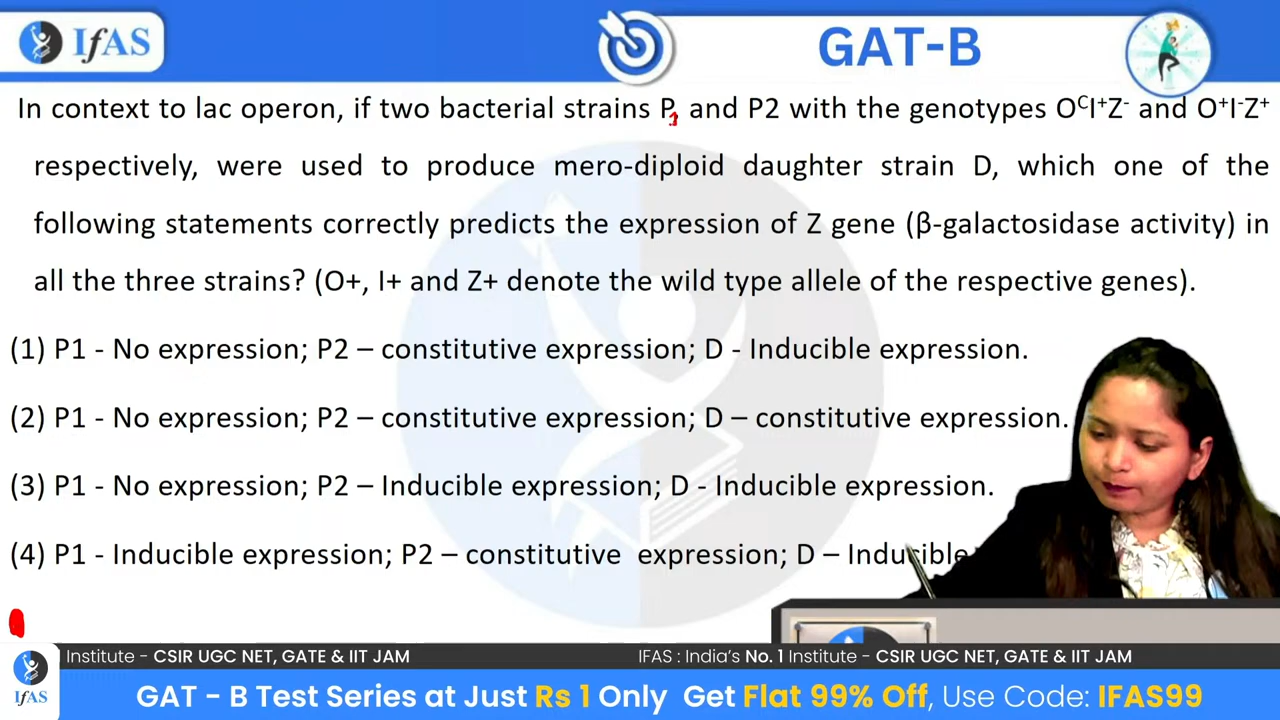 IfAS
GAT-B
In context to lac operon, if two bacterial strains P1 and P2 with the genotypes OᶜI⁺Z⁻ and O⁺I⁻Z⁺
respectively, were used to produce mero-diploid daughter strain D, which one of the
following statements correctly predicts the expression of Z gene (β-galactosidase activity) in
all the three strains? (O+, I+ and Z+ denote the wild type allele of the respective genes).
(1) P1 - No expression; P2 – constitutive expression; D - Inducible expression.
(2) P1 - No expression; P2 – constitutive expression; D – constitutive expression.
(3) P1 - No expression; P2 – Inducible expression; D - Inducible expression.
(4) P1 - Inducible expression; P2 – constitutive expression; D – Inducible
Institute - CSIR UGC NET, GATE & IIT JAM IFAS : India's No. 1 Institute - CSIR UGC NET, GATE & IIT JAM
IfAS
GAT – B Test Series at Just Rs 1 Only Get Flat 99% Off, Use Code: IFAS99